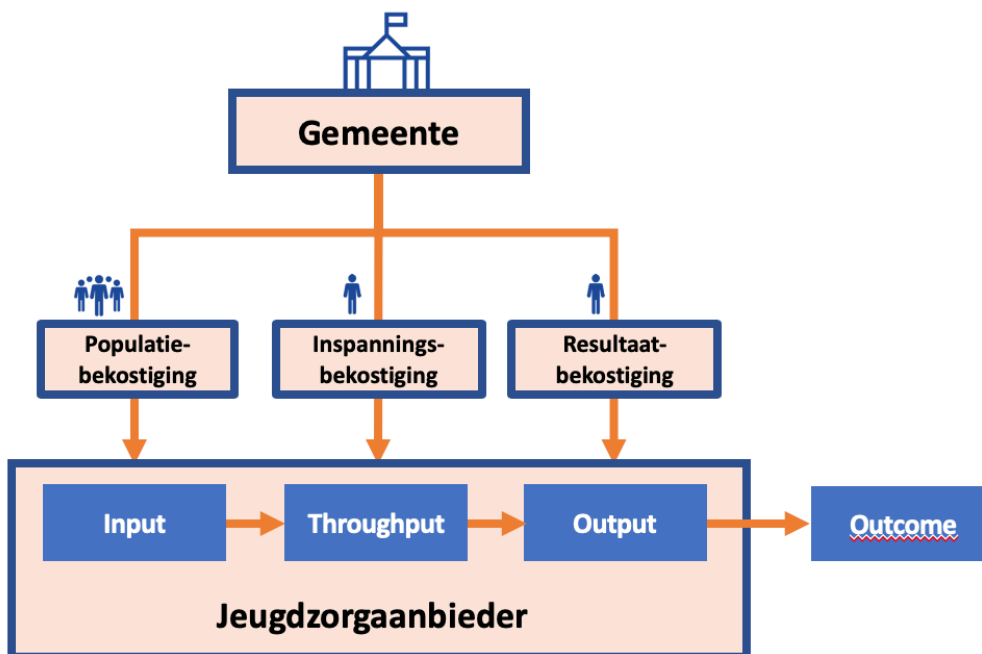 Gemeente
Populatie-
bekostiging
Inspannings-
bekostiging
Resultaat-
bekostiging
Input
Throughput
Output
Outcome
Jeugdzorgaanbieder